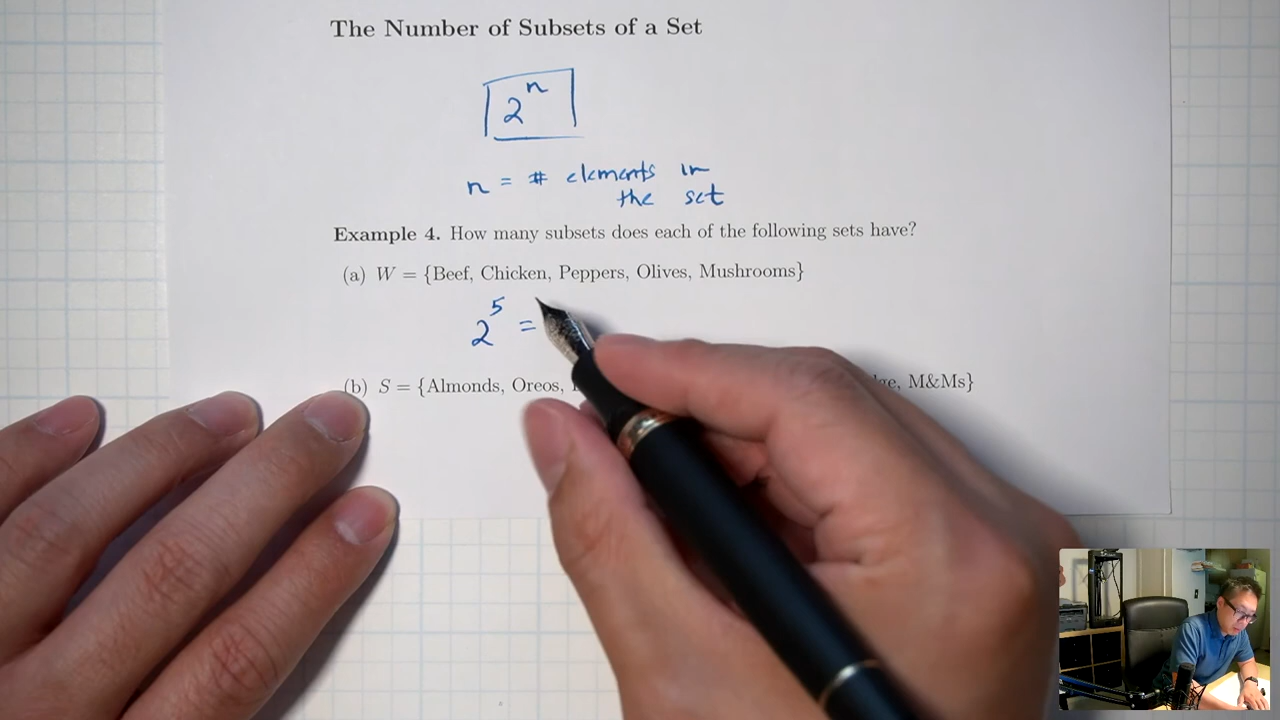 The Number of Subsets of a Set
2^n
n = # elements in
the set
Example 4. How many subsets does each of the following sets have?
(a) W = {Beef, Chicken, Peppers, Olives, Mushrooms}
2^5 =
(b) S = {Almonds, Oreos, M&Ms}